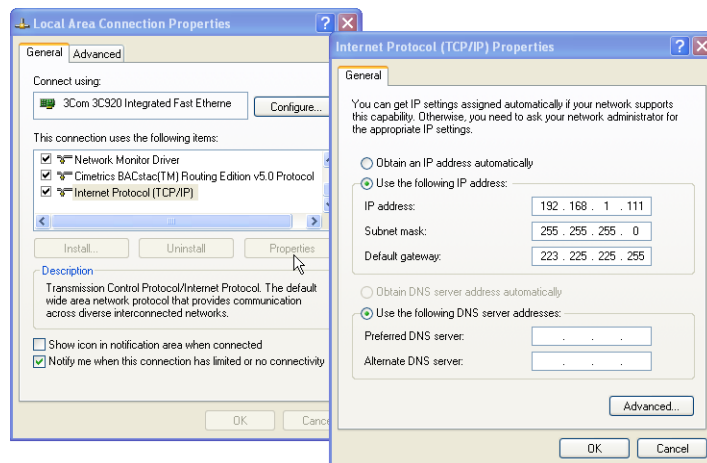 Local Area Connection Properties
General Advanced
Connect using:
3Com 3C920 Integrated Fast Etherne
Configure...
This connection uses the following items:
Network Monitor Driver
Cimetrics BACstac(TM) Routing Edition v5.0 Protocol
Internet Protocol (TCP/IP)
Install... Uninstall Properties
Description
Transmission Control Protocol/Internet Protocol. The default
wide area network protocol that provides communication
across diverse interconnected networks.
Show icon in notification area when connected
Notify me when this connection has limited or no connectivity
OK Cance
Internet Protocol (TCP/IP) Properties
General
You can get IP settings assigned automatically if your network supports
this capability. Otherwise, you need to ask your network administrator for
the appropriate IP settings.
Obtain an IP address automatically
Use the following IP address:
IP address: 192 . 168 . 1 . 111
Subnet mask: 255 . 255 . 255 . 0
Default gateway: 223 . 225 . 225 . 255
Obtain DNS server address automatically
Use the following DNS server addresses:
Preferred DNS server: . . .
Alternate DNS server: . . .
Advanced...
OK Cancel